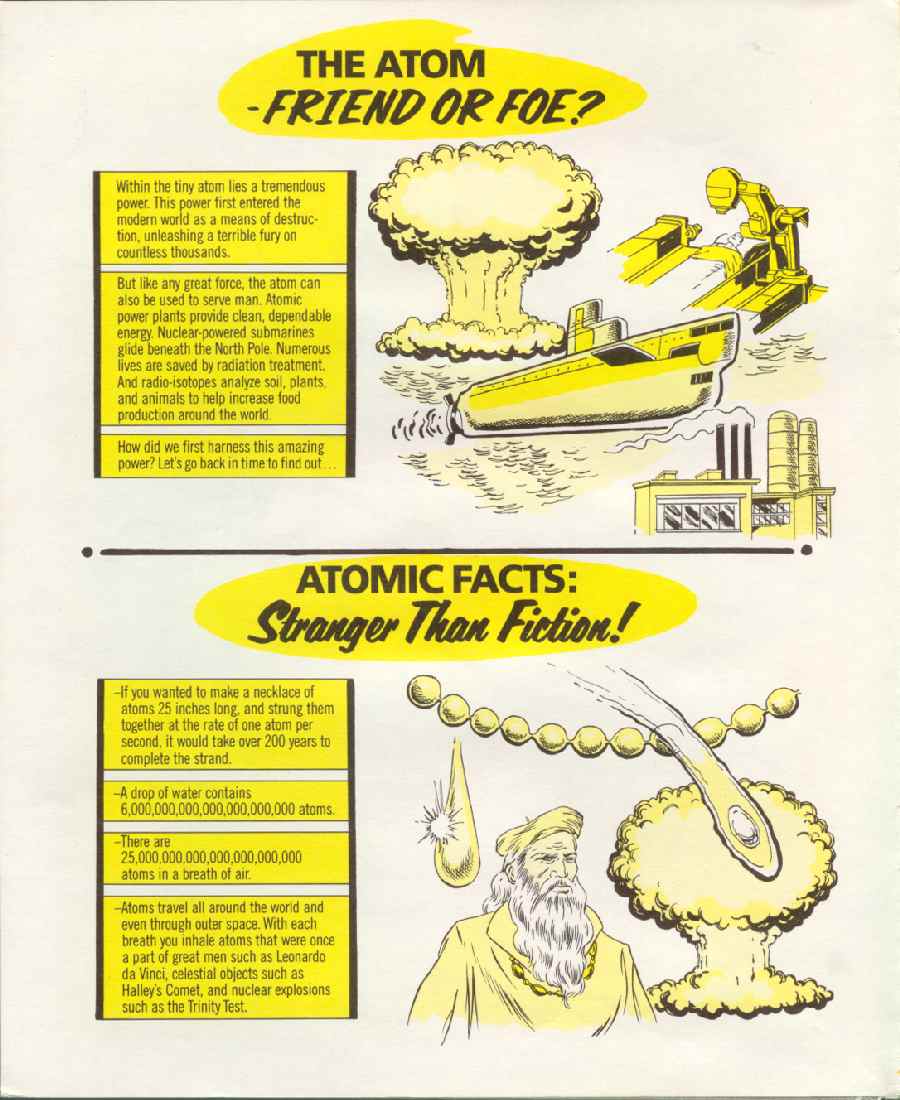 THE ATOM
-FRIEND OR FOE?
Within the tiny atom lies a tremendous
power. This power first entered the
modern world as a means of destruc-
tion, unleashing a terrible fury on
countless thousands.
But like any great force, the atom can
also be used to serve man. Atomic
power plants provide clean, dependable
energy. Nuclear-powered submarines
glide beneath the North Pole. Numerous
lives are saved by radiation treatment.
And radio-isotopes analyze soil, plants,
and animals to help increase food
production around the world.
How did we first harness this amazing
power? Let's go back in time to find out...
ATOMIC FACTS:
Stranger Than Fiction!
–If you wanted to make a necklace of
atoms 25 inches long, and strung them
together at the rate of one atom per
second, it would take over 200 years to
complete the strand.
–A drop of water contains
6,000,000,000,000,000,000,000 atoms.
–There are
25,000,000,000,000,000,000,000
atoms in a breath of air.
–Atoms travel all around the world and
even through outer space. With each
breath you inhale atoms that were once
a part of great men such as Leonardo
da Vinci, celestial objects such as
Halley's Comet, and nuclear explosions
such as the Trinity Test.